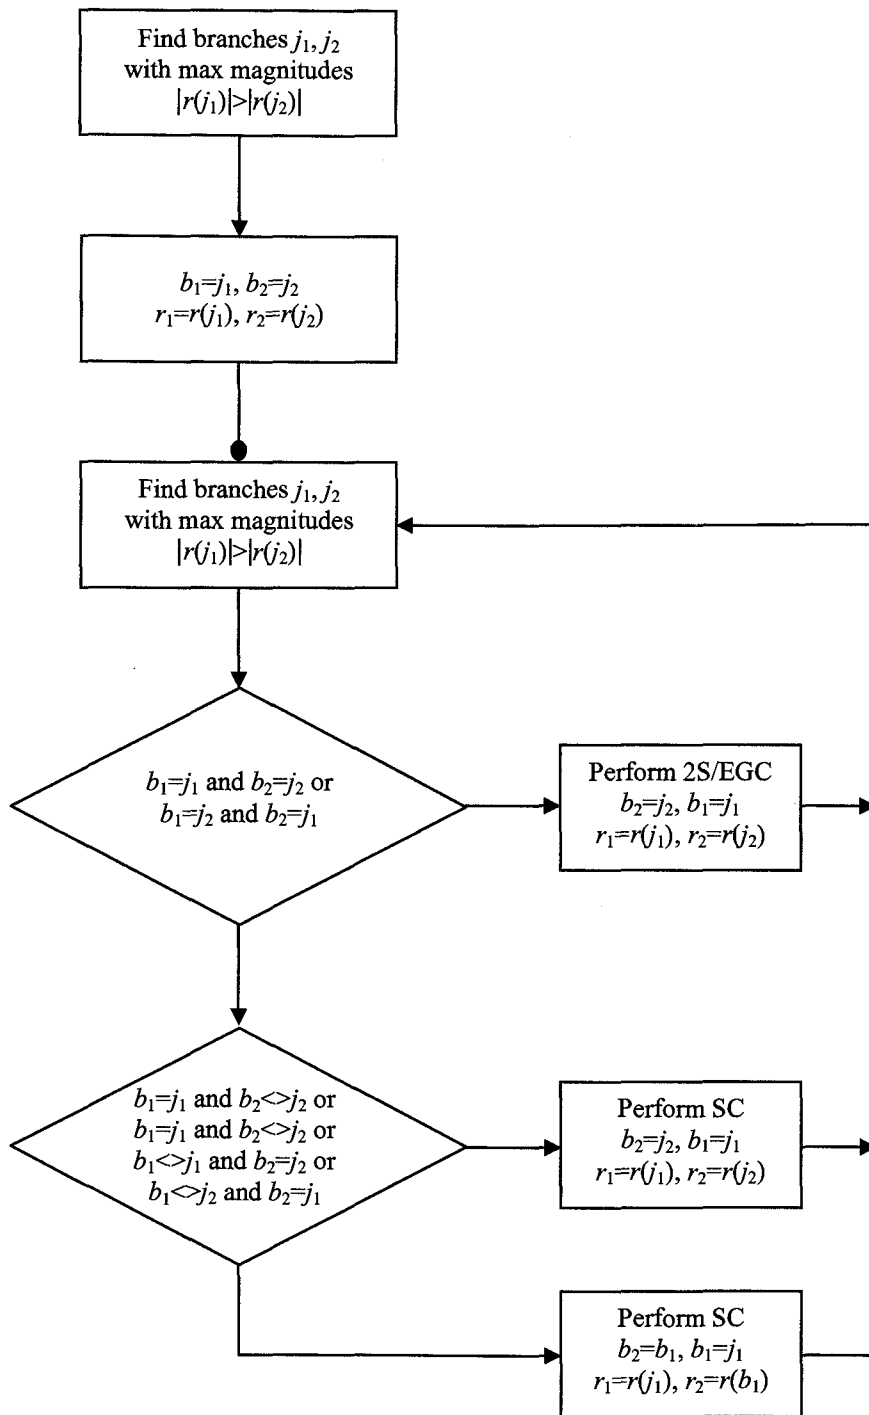 Find branches j₁, j₂
with max magnitudes
|r(j₁)|>|r(j₂)|
b₁=j₁, b₂=j₂
r₁=r(j₁), r₂=r(j₂)
Find branches j₁, j₂
with max magnitudes
|r(j₁)|>|r(j₂)|
b₁=j₁ and b₂=j₂ or
b₁=j₂ and b₂=j₁
Perform 2S/EGC
b₂=j₂, b₁=j₁
r₁=r(j₁), r₂=r(j₂)
b₁=j₁ and b₂<>j₂ or
b₁=j₁ and b₂<>j₂ or
b₁<>j₁ and b₂=j₂ or
b₁<>j₂ and b₂=j₁
Perform SC
b₂=j₂, b₁=j₁
r₁=r(j₁), r₂=r(j₂)
Perform SC
b₂=b₁, b₁=j₁
r₁=r(j₁), r₂=r(b₁)